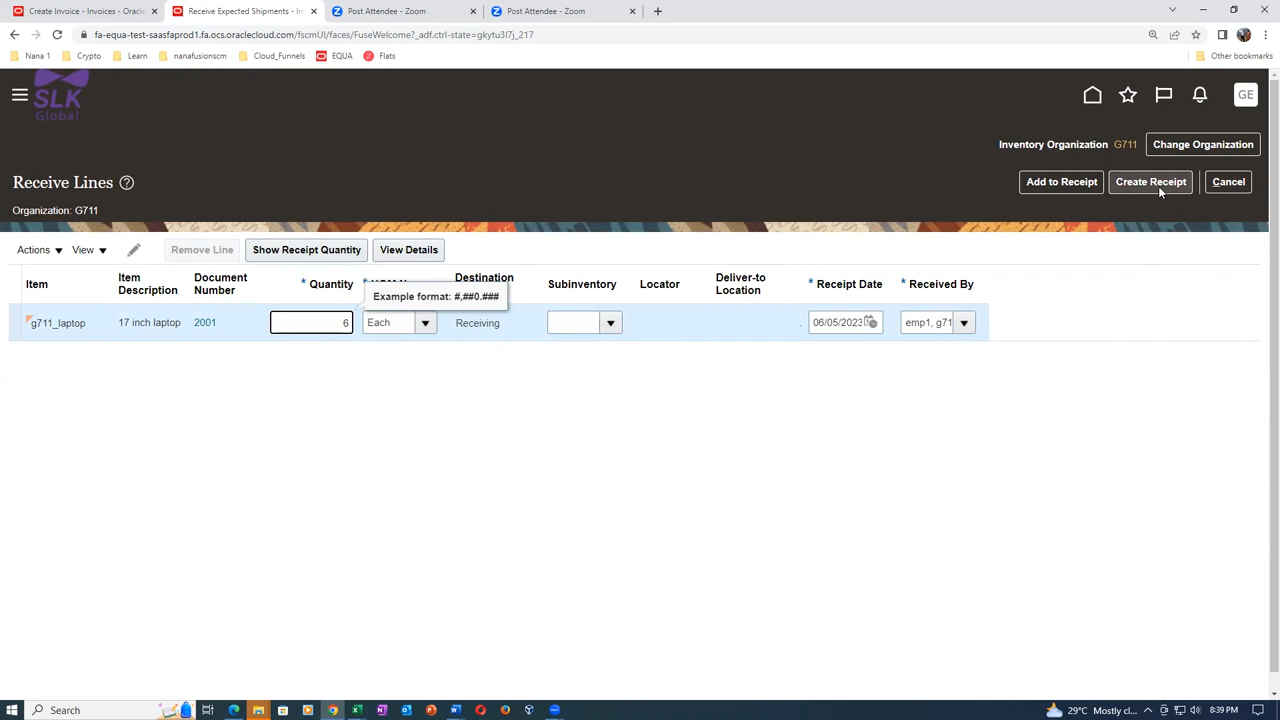 Create Invoice - Invoices - Oracle
Receive Expected Shipments - In
Post Attendee - Zoom
Post Attendee - Zoom
fa-equa-test-saasfaprod1.fa.ocs.oraclecloud.com/fscmUI/faces/FuseWelcome?_adf.ctrl-state=gkytu3l7j_217
Nana 1
Crypto
Learn
nanafusionscm
Cloud_Funnels
EQUA
Flats
Other bookmarks
SLK
Global
GE
Inventory Organization G711 Change Organization
Receive Lines ?
Add to Receipt
Create Receipt
Cancel
Organization: G711
Actions
View
Remove Line
Show Receipt Quantity
View Details
Item
Item Description
Document Number
* Quantity
Destination
Subinventory
Locator
Deliver-to Location
* Receipt Date
* Received By
Example format: #,##0.###
g711_laptop
17 inch laptop
2001
6
Each
Receiving
06/05/2023
emp1, g71
Search
29°C Mostly cl...
8:39 PM